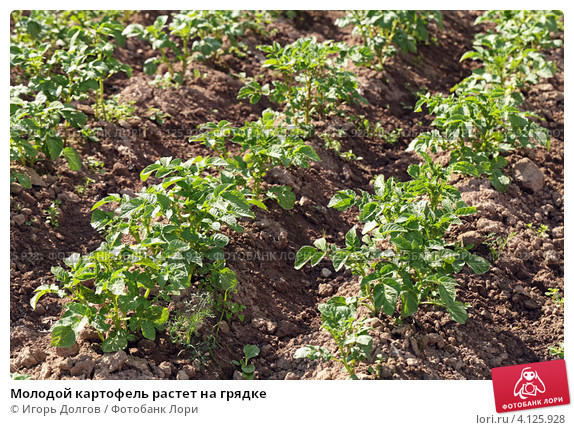 Молодой картофель растет на грядке
© Игорь Долгов / Фотобанк Лори
ФОТОБАНК ЛОРИ
lori.ru / 4.125.928